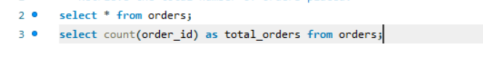 2 select * from orders;
3 select count(order_id) as total_orders from orders;